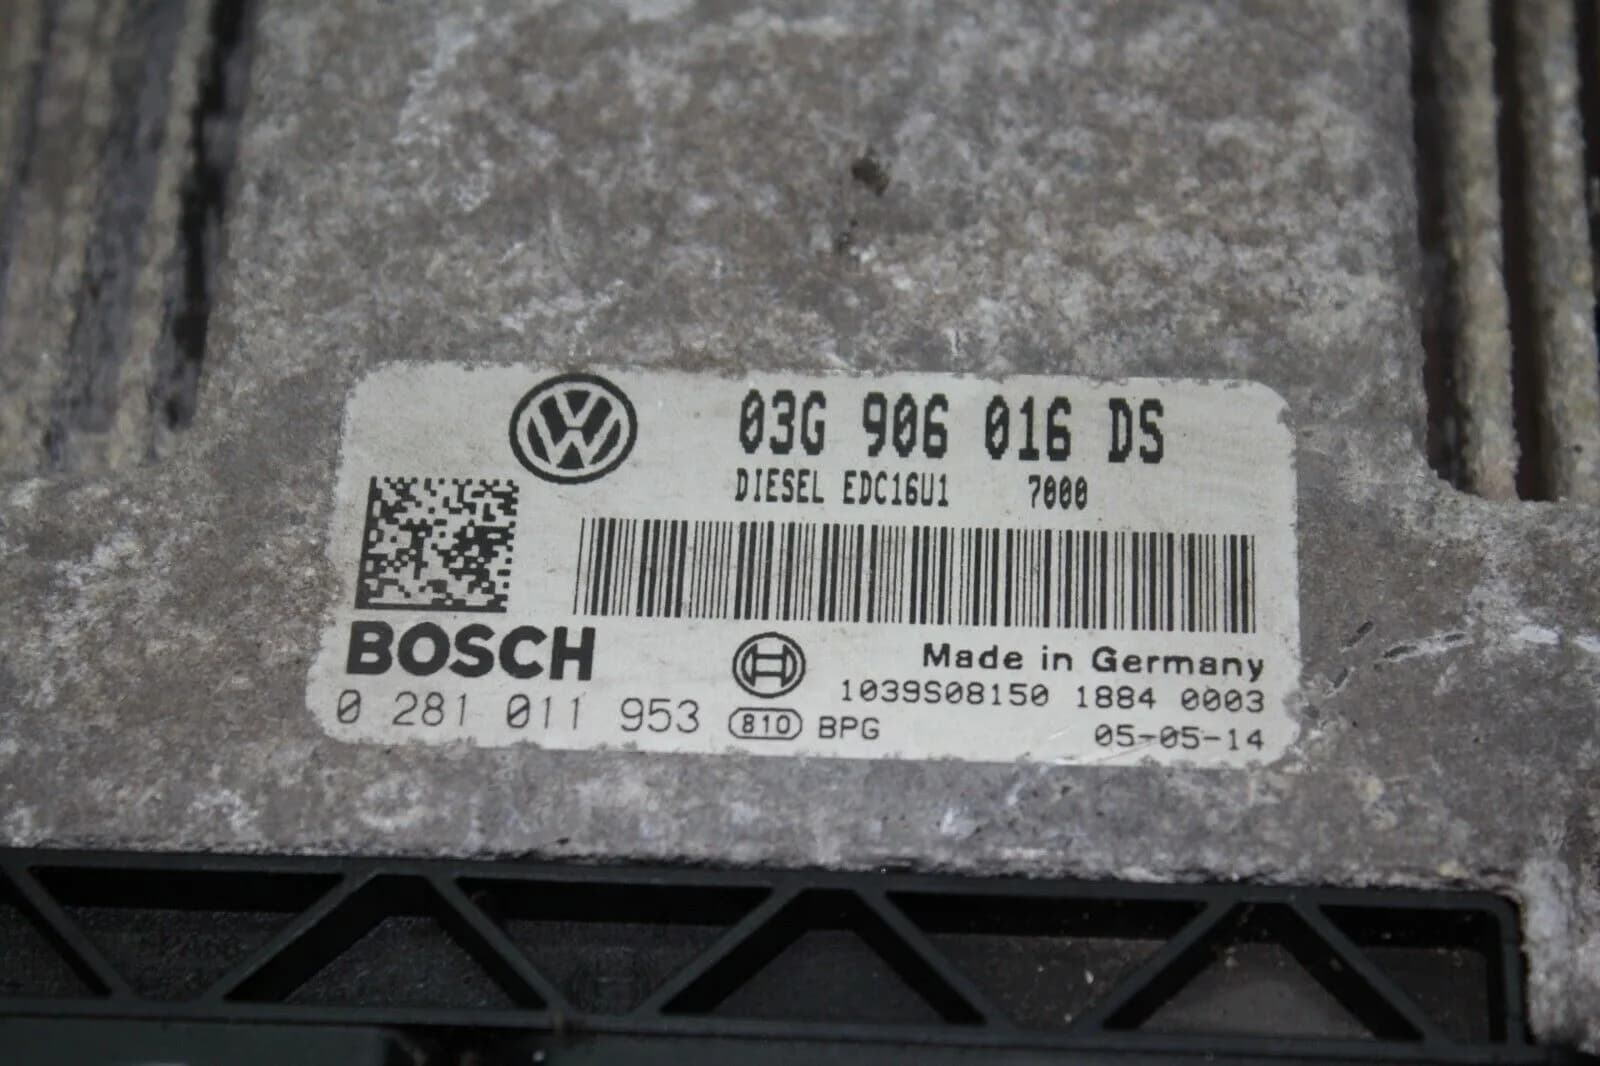 03G 906 016 DS
DIESEL EDC16U1 7000
BOSCH
Made in Germany
0 281 011 953
1039S08150 1884 0003
810 BPG
05-05-14